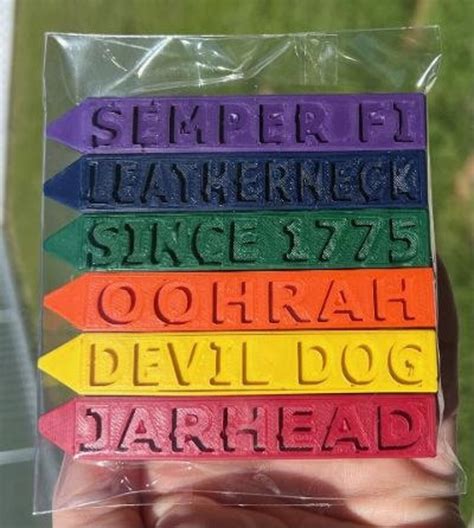 SEMPER FI
LEATHERNECK
SINCE 1775
OOHRAH
DEVIL DOG
JARHEAD